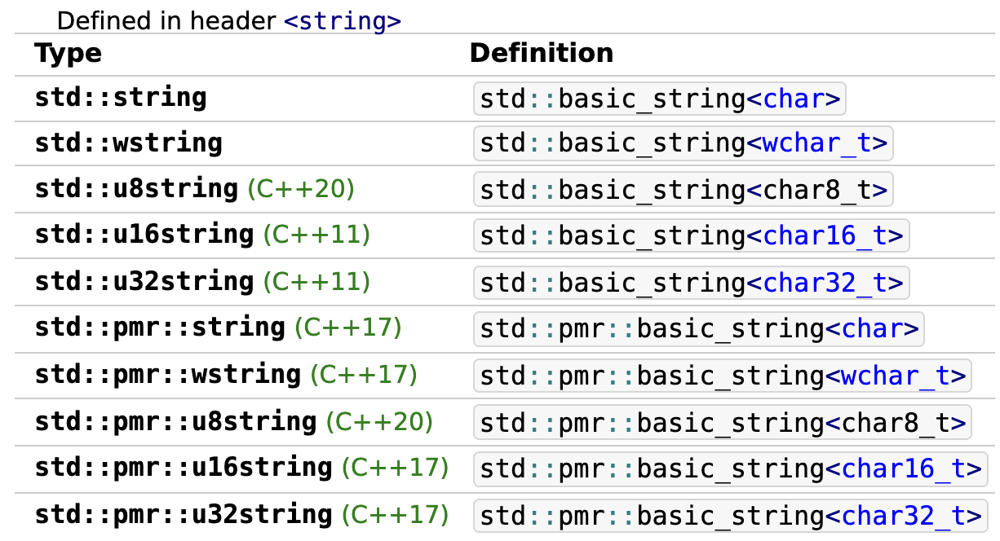 Defined in header <string>
Type Definition
std::string std::basic_string<char>
std::wstring std::basic_string<wchar_t>
std::u8string (C++20) std::basic_string<char8_t>
std::u16string (C++11) std::basic_string<char16_t>
std::u32string (C++11) std::basic_string<char32_t>
std::pmr::string (C++17) std::pmr::basic_string<char>
std::pmr::wstring (C++17) std::pmr::basic_string<wchar_t>
std::pmr::u8string (C++20) std::pmr::basic_string<char8_t>
std::pmr::u16string (C++17) std::pmr::basic_string<char16_t>
std::pmr::u32string (C++17) std::pmr::basic_string<char32_t>